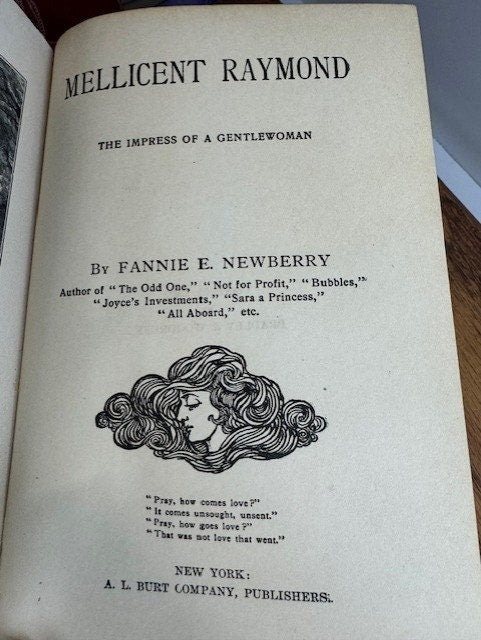 MELLICENT RAYMOND
THE IMPRESS OF A GENTLEWOMAN
By FANNIE E. NEWBERRY
Author of "The Odd One," "Not for Profit," "Bubbles,"
"Joyce's Investments," "Sara a Princess,"
"All Aboard," etc.
"Pray, how comes love?"
"It comes unsought, unsent."
"Pray, how goes love?"
"That was not love that went."
NEW YORK:
A. L. BURT COMPANY, PUBLISHERS.